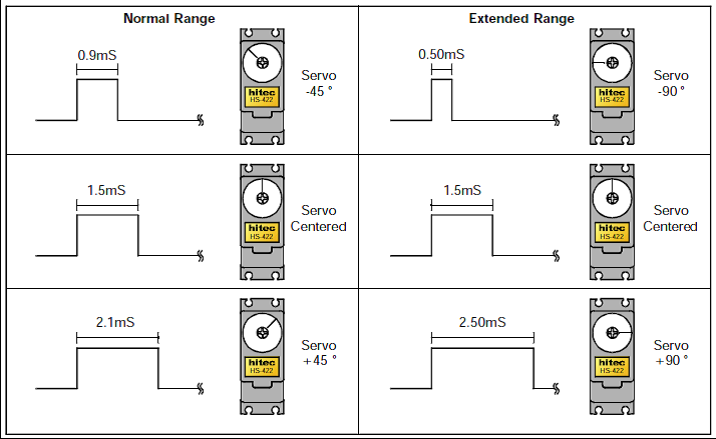 Normal Range
Extended Range
0.9mS
hitec
HS-422
Servo
-45 °
0.50mS
hitec
HS-422
Servo
-90 °
1.5mS
hitec
HS-422
Servo
Centered
1.5mS
hitec
HS-422
Servo
Centered
2.1mS
hitec
HS-422
Servo
+45 °
2.50mS
hitec
HS-422
Servo
+90 °